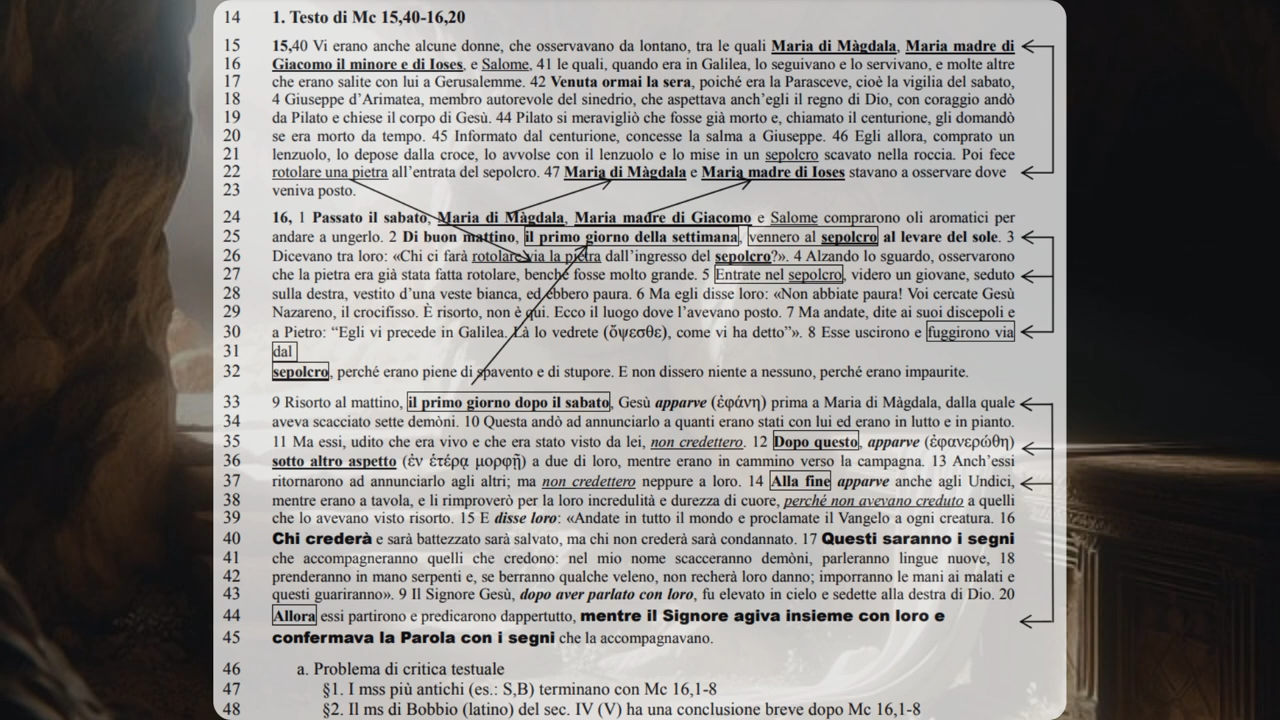 14 1. Testo di Mc 15,40-16,20
15 15,40 Vi erano anche alcune donne, che osservavano da lontano, tra le quali Maria di Màgdala, Maria madre di
16 Giacomo il minore e di Ioses, e Salome, 41 le quali, quando era in Galilea, lo seguivano e lo servivano, e molte altre
17 che erano salite con lui a Gerusalemme. 42 Venuta ormai la sera, poiché era la Parasceve, cioè la vigilia del sabato,
18 4 Giuseppe d’Arimatea, membro autorevole del sinedrio, che aspettava anch’egli il regno di Dio, con coraggio andò
19 da Pilato e chiese il corpo di Gesù. 44 Pilato si meravigliò che fosse già morto e, chiamato il centurione, gli domandò
20 se era morto da tempo. 45 Informato dal centurione, concesse la salma a Giuseppe. 46 Egli allora, comprato un
21 lenzuolo, lo depose dalla croce, lo avvolse con il lenzuolo e lo mise in un sepolcro scavato nella roccia. Poi fece
22 rotolare una pietra all’entrata del sepolcro. 47 Maria di Màgdala e Maria madre di Ioses stavano a osservare dove
23 veniva posto.
24 16, 1 Passato il sabato, Maria di Màgdala, Maria madre di Giacomo e Salome comprarono oli aromatici per
25 andare a ungerlo. 2 Di buon mattino, il primo giorno della settimana, vennero al sepolcro al levare del sole. 3
26 Dicevano tra loro: «Chi ci farà rotolare via la pietra dall’ingresso del sepolcro?». 4 Alzando lo sguardo, osservarono
27 che la pietra era già stata fatta rotolare, benché fosse molto grande. 5 Entrate nel sepolcro, videro un giovane, seduto
28 sulla destra, vestito d’una veste bianca, ed ebbero paura. 6 Ma egli disse loro: «Non abbiate paura! Voi cercate Gesù
29 Nazareno, il crocifisso. È risorto, non è qui. Ecco il luogo dove l’avevano posto. 7 Ma andate, dite ai suoi discepoli e
30 a Pietro: “Egli vi precede in Galilea. Là lo vedrete (ὄψεσθε), come vi ha detto”». 8 Esse uscirono e fuggirono via
31 dal
32 sepolcro, perché erano piene di spavento e di stupore. E non dissero niente a nessuno, perché erano impaurite.
33 9 Risorto al mattino, il primo giorno dopo il sabato, Gesù apparve (ἐφάνη) prima a Maria di Màgdala, dalla quale
34 aveva scacciato sette demòni. 10 Questa andò ad annunciarlo a quanti erano stati con lui ed erano in lutto e in pianto.
35 11 Ma essi, udito che era vivo e che era stato visto da lei, non credettero. 12 Dopo questo, apparve (ἐφανερώθη)
36 sotto altro aspetto (ἐν ἑτέρᾳ μορφῇ) a due di loro, mentre erano in cammino verso la campagna. 13 Anch’essi
37 ritornarono ad annunciarlo agli altri; ma non credettero neppure a loro. 14 Alla fine apparve anche agli Undici,
38 mentre erano a tavola, e li rimproverò per la loro incredulità e durezza di cuore, perché non avevano creduto a quelli
39 che lo avevano visto risorto. 15 E disse loro: «Andate in tutto il mondo e proclamate il Vangelo a ogni creatura. 16
40 Chi crederà e sarà battezzato sarà salvato, ma chi non crederà sarà condannato. 17 Questi saranno i segni
41 che accompagneranno quelli che credono: nel mio nome scacceranno demòni, parleranno lingue nuove, 18
42 prenderanno in mano serpenti e, se berranno qualche veleno, non recherà loro danno; imporranno le mani ai malati e
43 questi guariranno». 9 Il Signore Gesù, dopo aver parlato con loro, fu elevato in cielo e sedette alla destra di Dio. 20
44 Allora essi partirono e predicarono dappertutto, mentre il Signore agiva insieme con loro e
45 confermava la Parola con i segni che la accompagnavano.
46 a. Problema di critica testuale
47 §1. I mss più antichi (es.: S,B) terminano con Mc 16,1-8
48 §2. Il ms di Bobbio (latino) del sec. IV (V) ha una conclusione breve dopo Mc 16,1-8